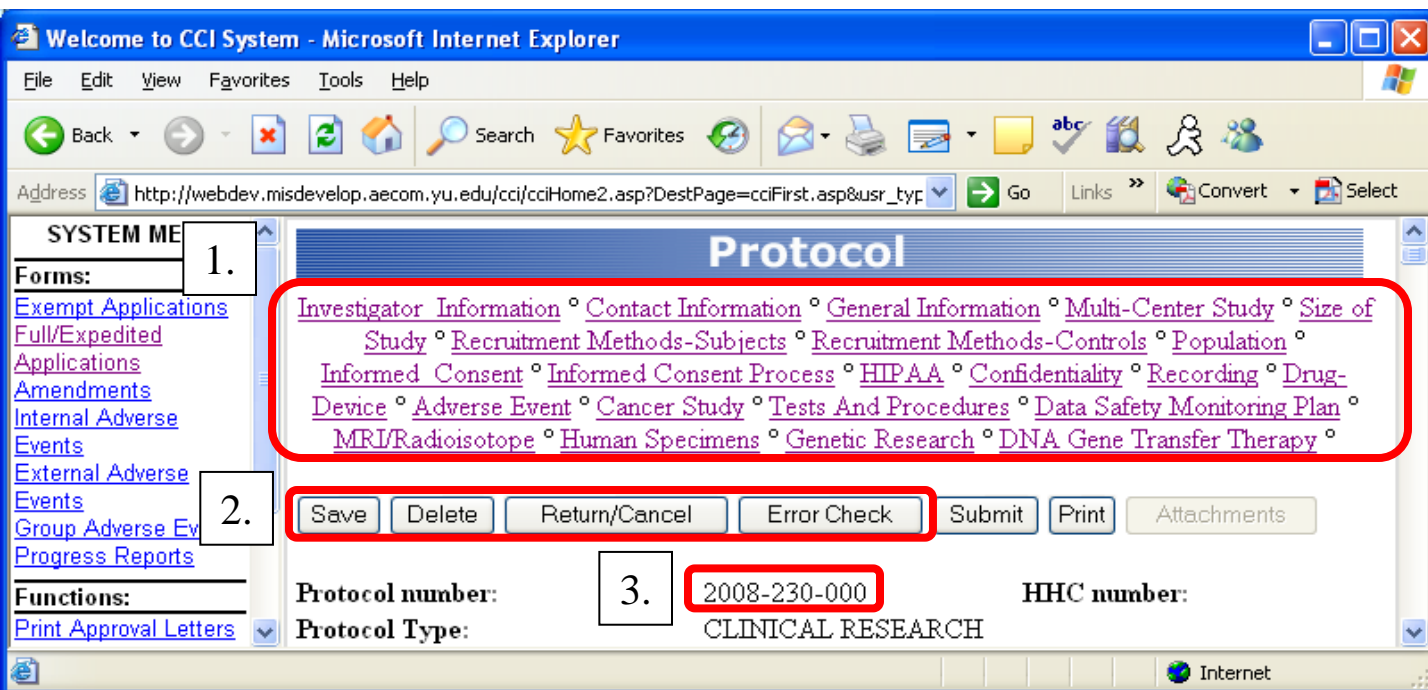 Welcome to CCI System - Microsoft Internet Explorer
File Edit View Favorites Tools Help
Back Search Favorites abc
Address http://webdev.misdevelop.aecom.yu.edu/cci/cciHome2.asp?DestPage=cciFirst.asp&usr_typ Go Links » Convert Select
SYSTEM ME
1.
Forms:
Exempt Applications
Full/Expedited
Applications
Amendments
Internal Adverse
Events
External Adverse
Events
Group Adverse Ev
Progress Reports
2.
Functions:
Print Approval Letters
Protocol
Investigator Information ° Contact Information ° General Information ° Multi-Center Study ° Size of
Study ° Recruitment Methods-Subjects ° Recruitment Methods-Controls ° Population °
Informed Consent ° Informed Consent Process ° HIPAA ° Confidentiality ° Recording ° Drug-
Device ° Adverse Event ° Cancer Study ° Tests And Procedures ° Data Safety Monitoring Plan °
MRI/Radioisotope ° Human Specimens ° Genetic Research ° DNA Gene Transfer Therapy °
Save Delete Return/Cancel Error Check Submit Print Attachments
Protocol number: 3. 2008-230-000 HHC number:
Protocol Type: CLINICAL RESEARCH
Internet